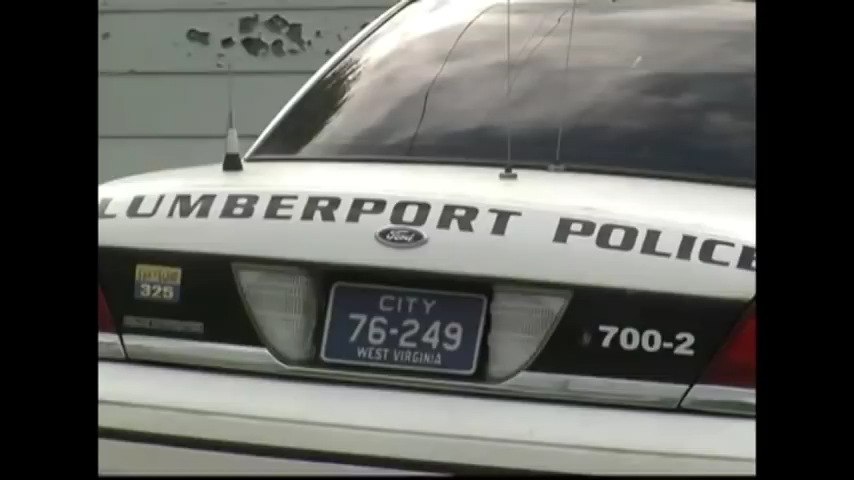 LUMBERPORT POLICE
Ford
325
CITY
76-249
WEST VIRGINIA
700-2